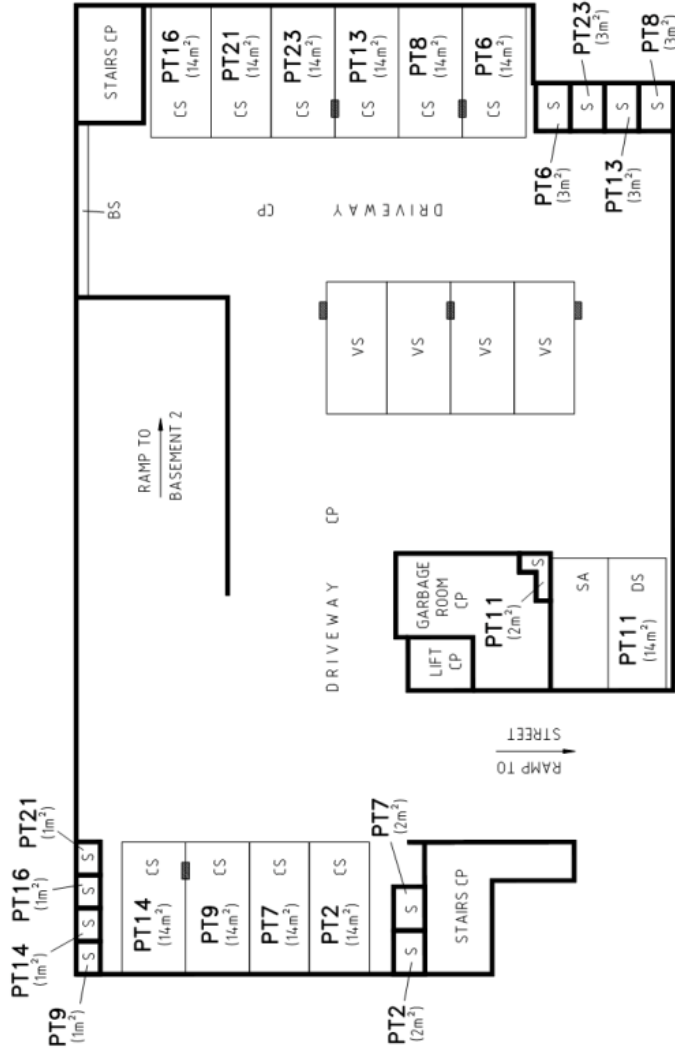 STAIRS CP
PT16
(14m²)
CS
PT21
(14m²)
CS
PT23
(14m²)
CS
PT13
(14m²)
CS
PT8
(14m²)
CS
PT6
(14m²)
CS
PT23
(3m²)
PT8
(3m²)
S
S
S
S
PT6
(3m²)
PT13
(3m²)
BS
DRIVEWAY
CP
VS
VS
VS
VS
RAMP TO
BASEMENT 2
DRIVEWAY
CP
GARBAGE
ROOM
CP
LIFT
CP
PT11
(2m²)
S
SA
DS
PT11
(14m²)
RAMP TO
STREET
PT21
(1m²)
PT16
(1m²)
PT14
(1m²)
PT9
(1m²)
S
S
S
S
CS
PT14
(14m²)
CS
PT9
(14m²)
CS
PT7
(14m²)
CS
PT2
(14m²)
PT7
(2m²)
S
S
PT2
(2m²)
STAIRS CP